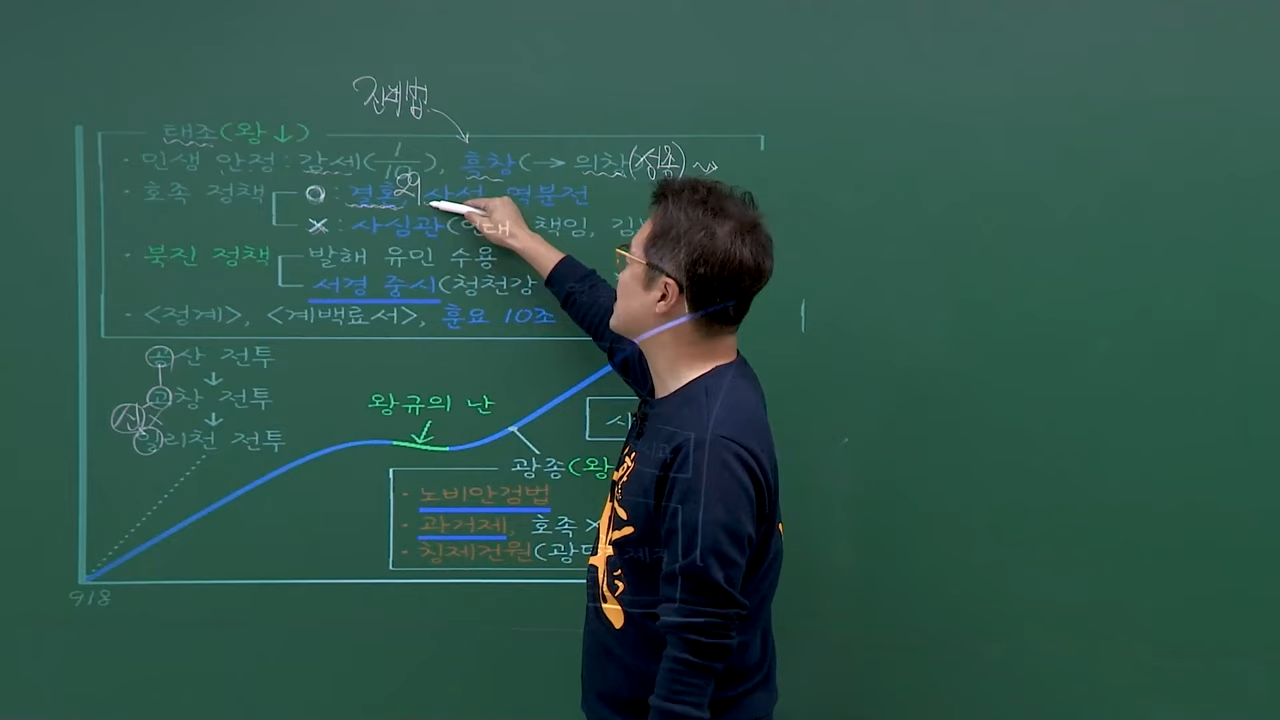 진대법
태조(왕↓)
· 민생 안정 : 감세(1/10), 흑창(→ 의창(성종)
· 호족 정책 ○ : 결혼, 29 사성, 역분전
× : 사심관( 책임,
· 북진 정책 발해 유민 수용
서경 중시(청천강
· <정계>, <계백료서>, 훈요 10조
공산 전투
↓
고창 전투
신 × ↓
일리천 전투
왕규의 난
광종(왕
· 노비안검법
· 과거제, 호족 ×
· 칭제건원(광덕
918